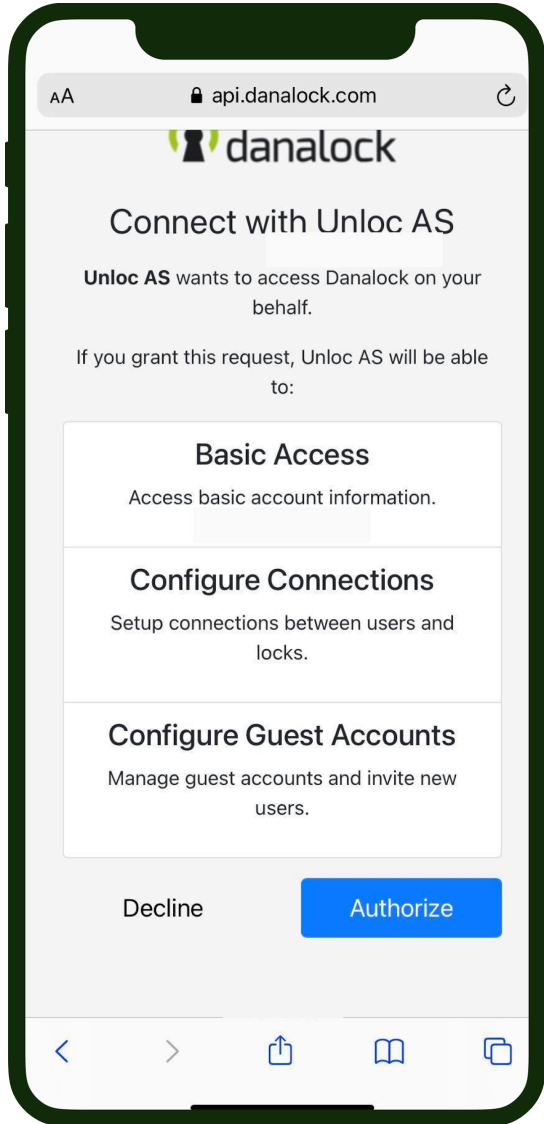 AA api.danalock.com
danalock
Connect with Unloc AS
Unloc AS wants to access Danalock on your
behalf.
If you grant this request, Unloc AS will be able
to:
Basic Access
Access basic account information.
Configure Connections
Setup connections between users and
locks.
Configure Guest Accounts
Manage guest accounts and invite new
users.
Decline Authorize